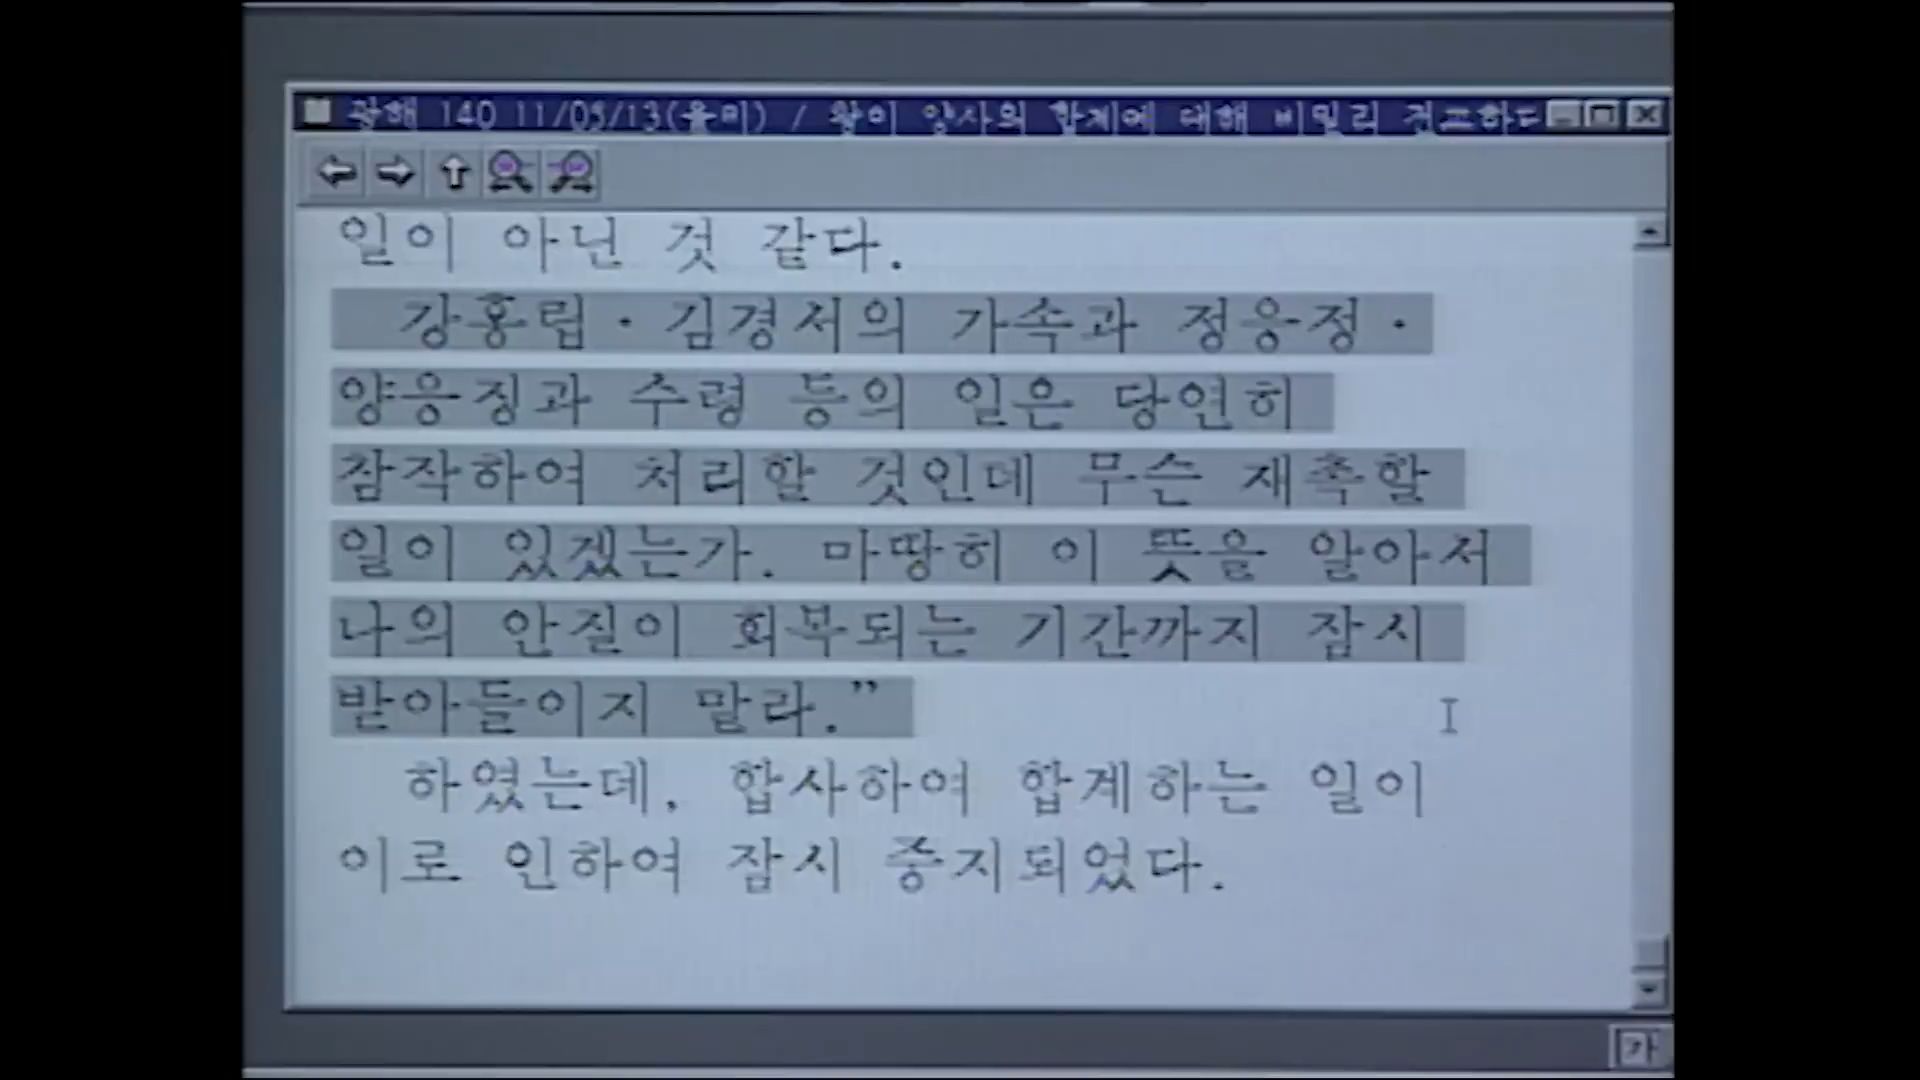 광해 140 11/05/13(을미) / 왕이 양사의 합계에 대해 비밀리 전교하다
일이 아닌 것 같다.
강홍립·김경서의 가속과 정응정·
양응징과 수령 등의 일은 당연히
참작하여 처리할 것인데 무슨 재촉할
일이 있겠는가. 마땅히 이 뜻을 알아서
나의 안질이 회복되는 기간까지 잠시
받아들이지 말라.”
하였는데, 합사하여 합계하는 일이
이로 인하여 잠시 중지되었다.
가